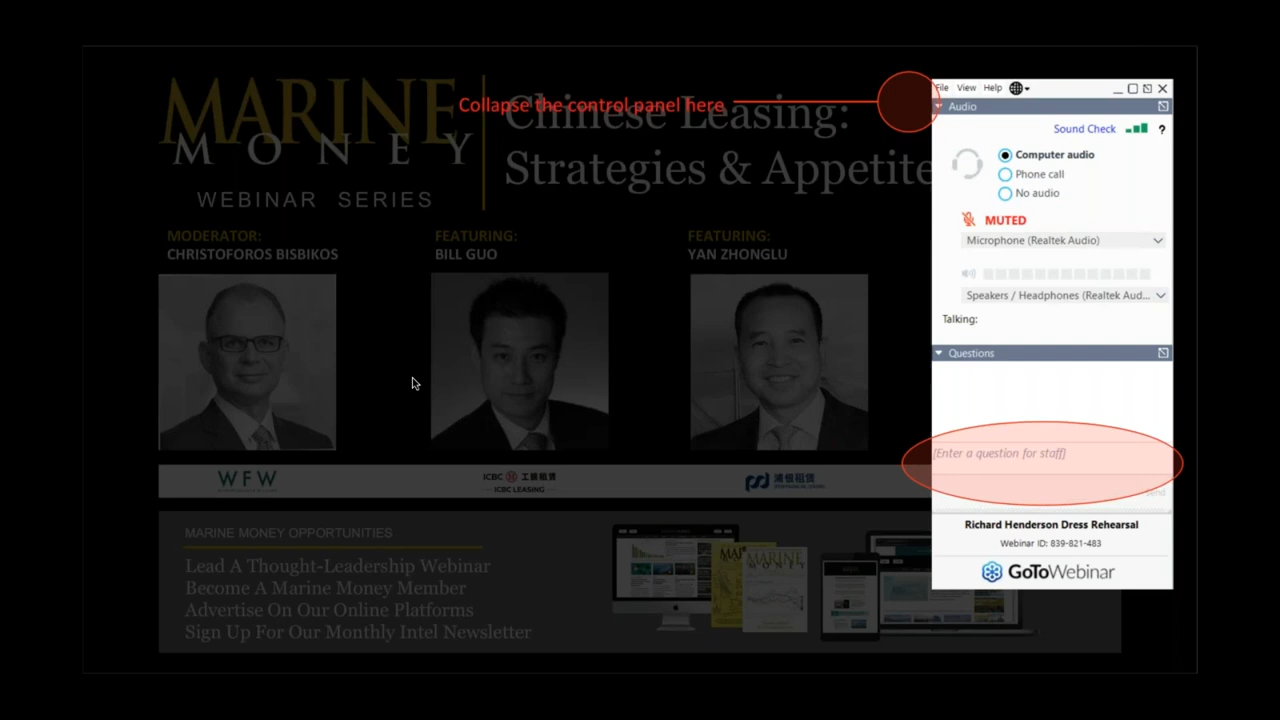 MARINE
MONEY
WEBINAR SERIES
Collapse the control panel here
Chinese Leasing:
Strategies & Appetite
MODERATOR:
CHRISTOFOROS BISBIKOS
FEATURING:
BILL GUO
FEATURING:
YAN ZHONGLU
WFW
ICBC 工银租赁
ICBC LEASING
浦银租赁
MARINE MONEY OPPORTUNITIES
Lead A Thought-Leadership Webinar
Become A Marine Money Member
Advertise On Our Online Platforms
Sign Up For Our Monthly Intel Newsletter
MARINE
MONEY
File View Help
Audio
Sound Check ?
Computer audio
Phone call
No audio
MUTED
Microphone (Realtek Audio)
Speakers / Headphones (Realtek Aud...
Talking:
Questions
[Enter a question for staff]
Send
Richard Henderson Dress Rehearsal
Webinar ID: 839-821-483
GoToWebinar